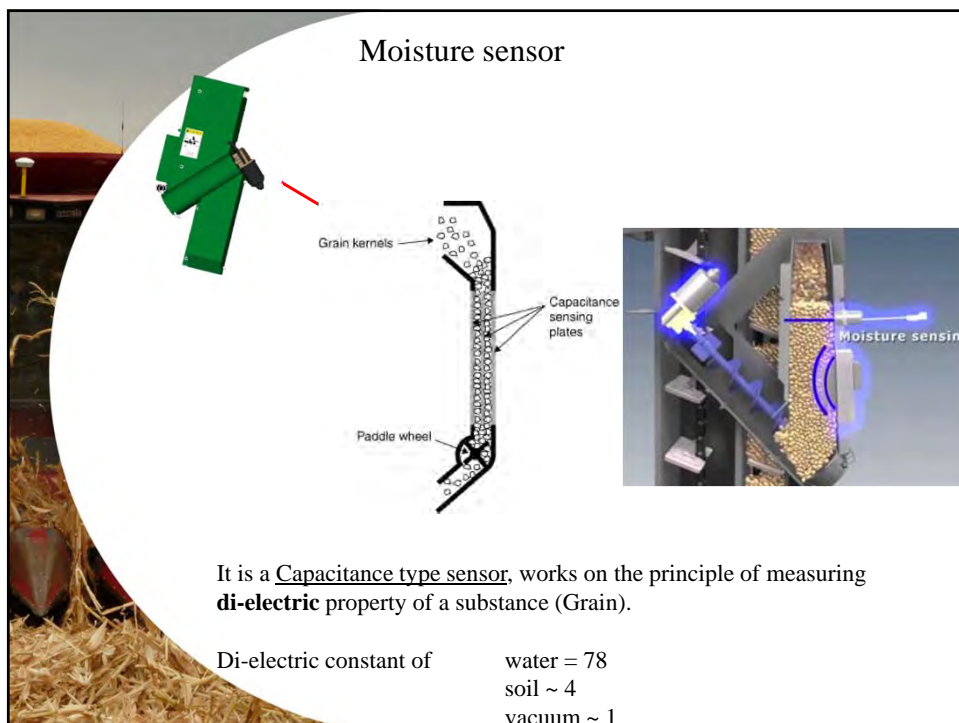 Moisture sensor
Grain kernels
Capacitance
sensing
plates
Moisture sensin
Paddle wheel
It is a Capacitance type sensor, works on the principle of measuring
di-electric property of a substance (Grain).
Di-electric constant of water = 78
soil ~ 4
vacuum ~ 1